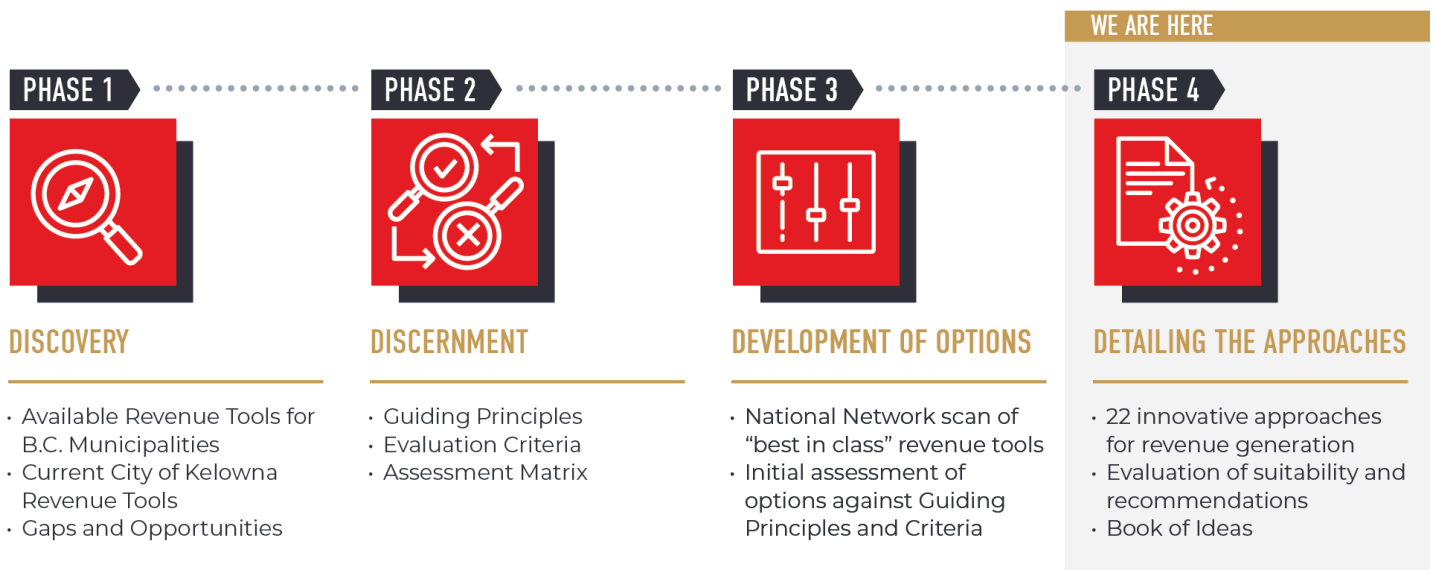 WE ARE HERE
PHASE 1
PHASE 2
PHASE 3
PHASE 4
DISCOVERY
• Available Revenue Tools for
B.C. Municipalities
• Current City of Kelowna
Revenue Tools
• Gaps and Opportunities
DISCERNMENT
• Guiding Principles
• Evaluation Criteria
• Assessment Matrix
DEVELOPMENT OF OPTIONS
• National Network scan of
“best in class” revenue tools
• Initial assessment of
options against Guiding
Principles and Criteria
DETAILING THE APPROACHES
• 22 innovative approaches
for revenue generation
• Evaluation of suitability and
recommendations
• Book of Ideas